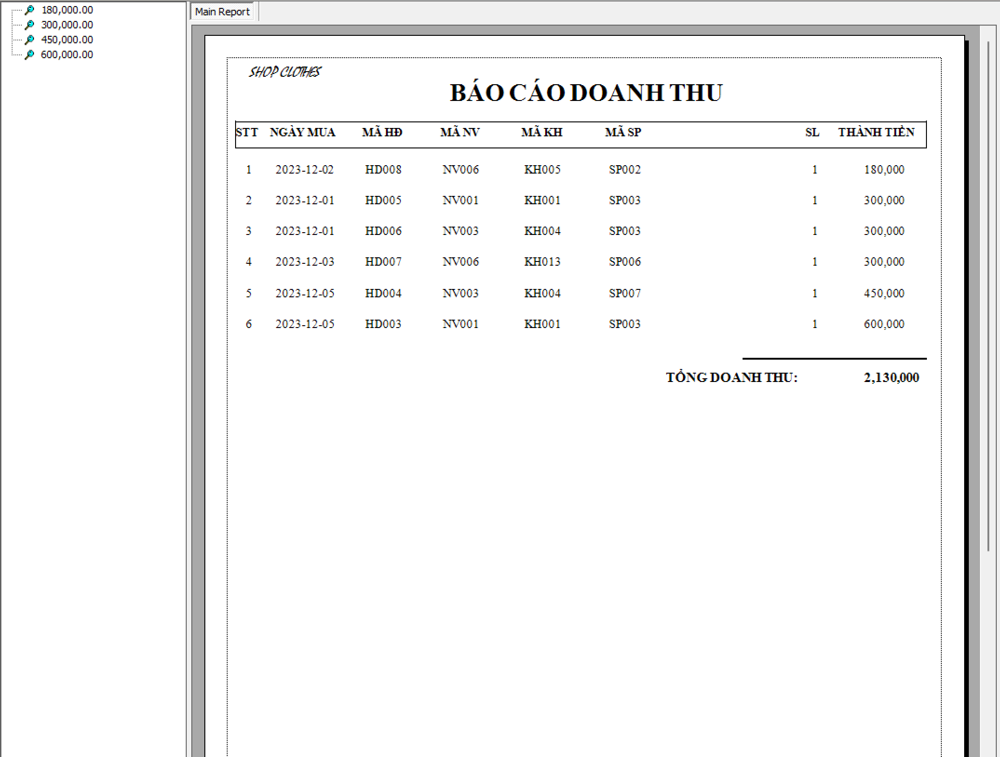 180,000.00
300,000.00
450,000.00
600,000.00
Main Report
SHOP CLOTHES
BÁO CÁO DOANH THU
STT NGÀY MUA MÃ HĐ MÃ NV MÃ KH MÃ SP SL THÀNH TIỀN
1 2023-12-02 HD008 NV006 KH005 SP002 1 180,000
2 2023-12-01 HD005 NV001 KH001 SP003 1 300,000
3 2023-12-01 HD006 NV003 KH004 SP003 1 300,000
4 2023-12-03 HD007 NV006 KH013 SP006 1 300,000
5 2023-12-05 HD004 NV003 KH004 SP007 1 450,000
6 2023-12-05 HD003 NV001 KH001 SP003 1 600,000
TỔNG DOANH THU: 2,130,000